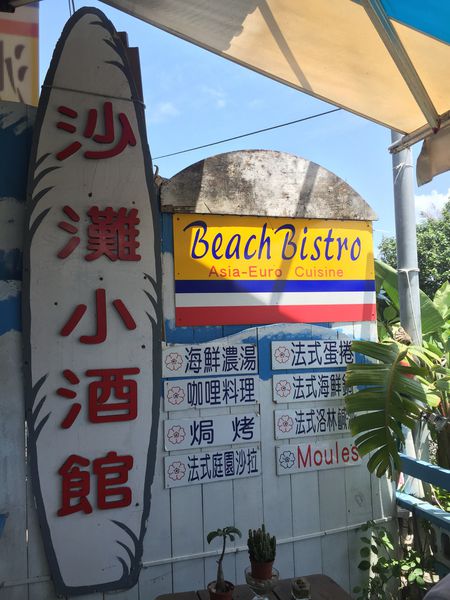 沙灘小酒館
Beach Bistro
Asia-Euro Cuisine
海鮮濃湯
咖哩料理
焗烤
法式庭園沙拉
法式蛋捲
法式海鮮
法式洛林鹹
Moules